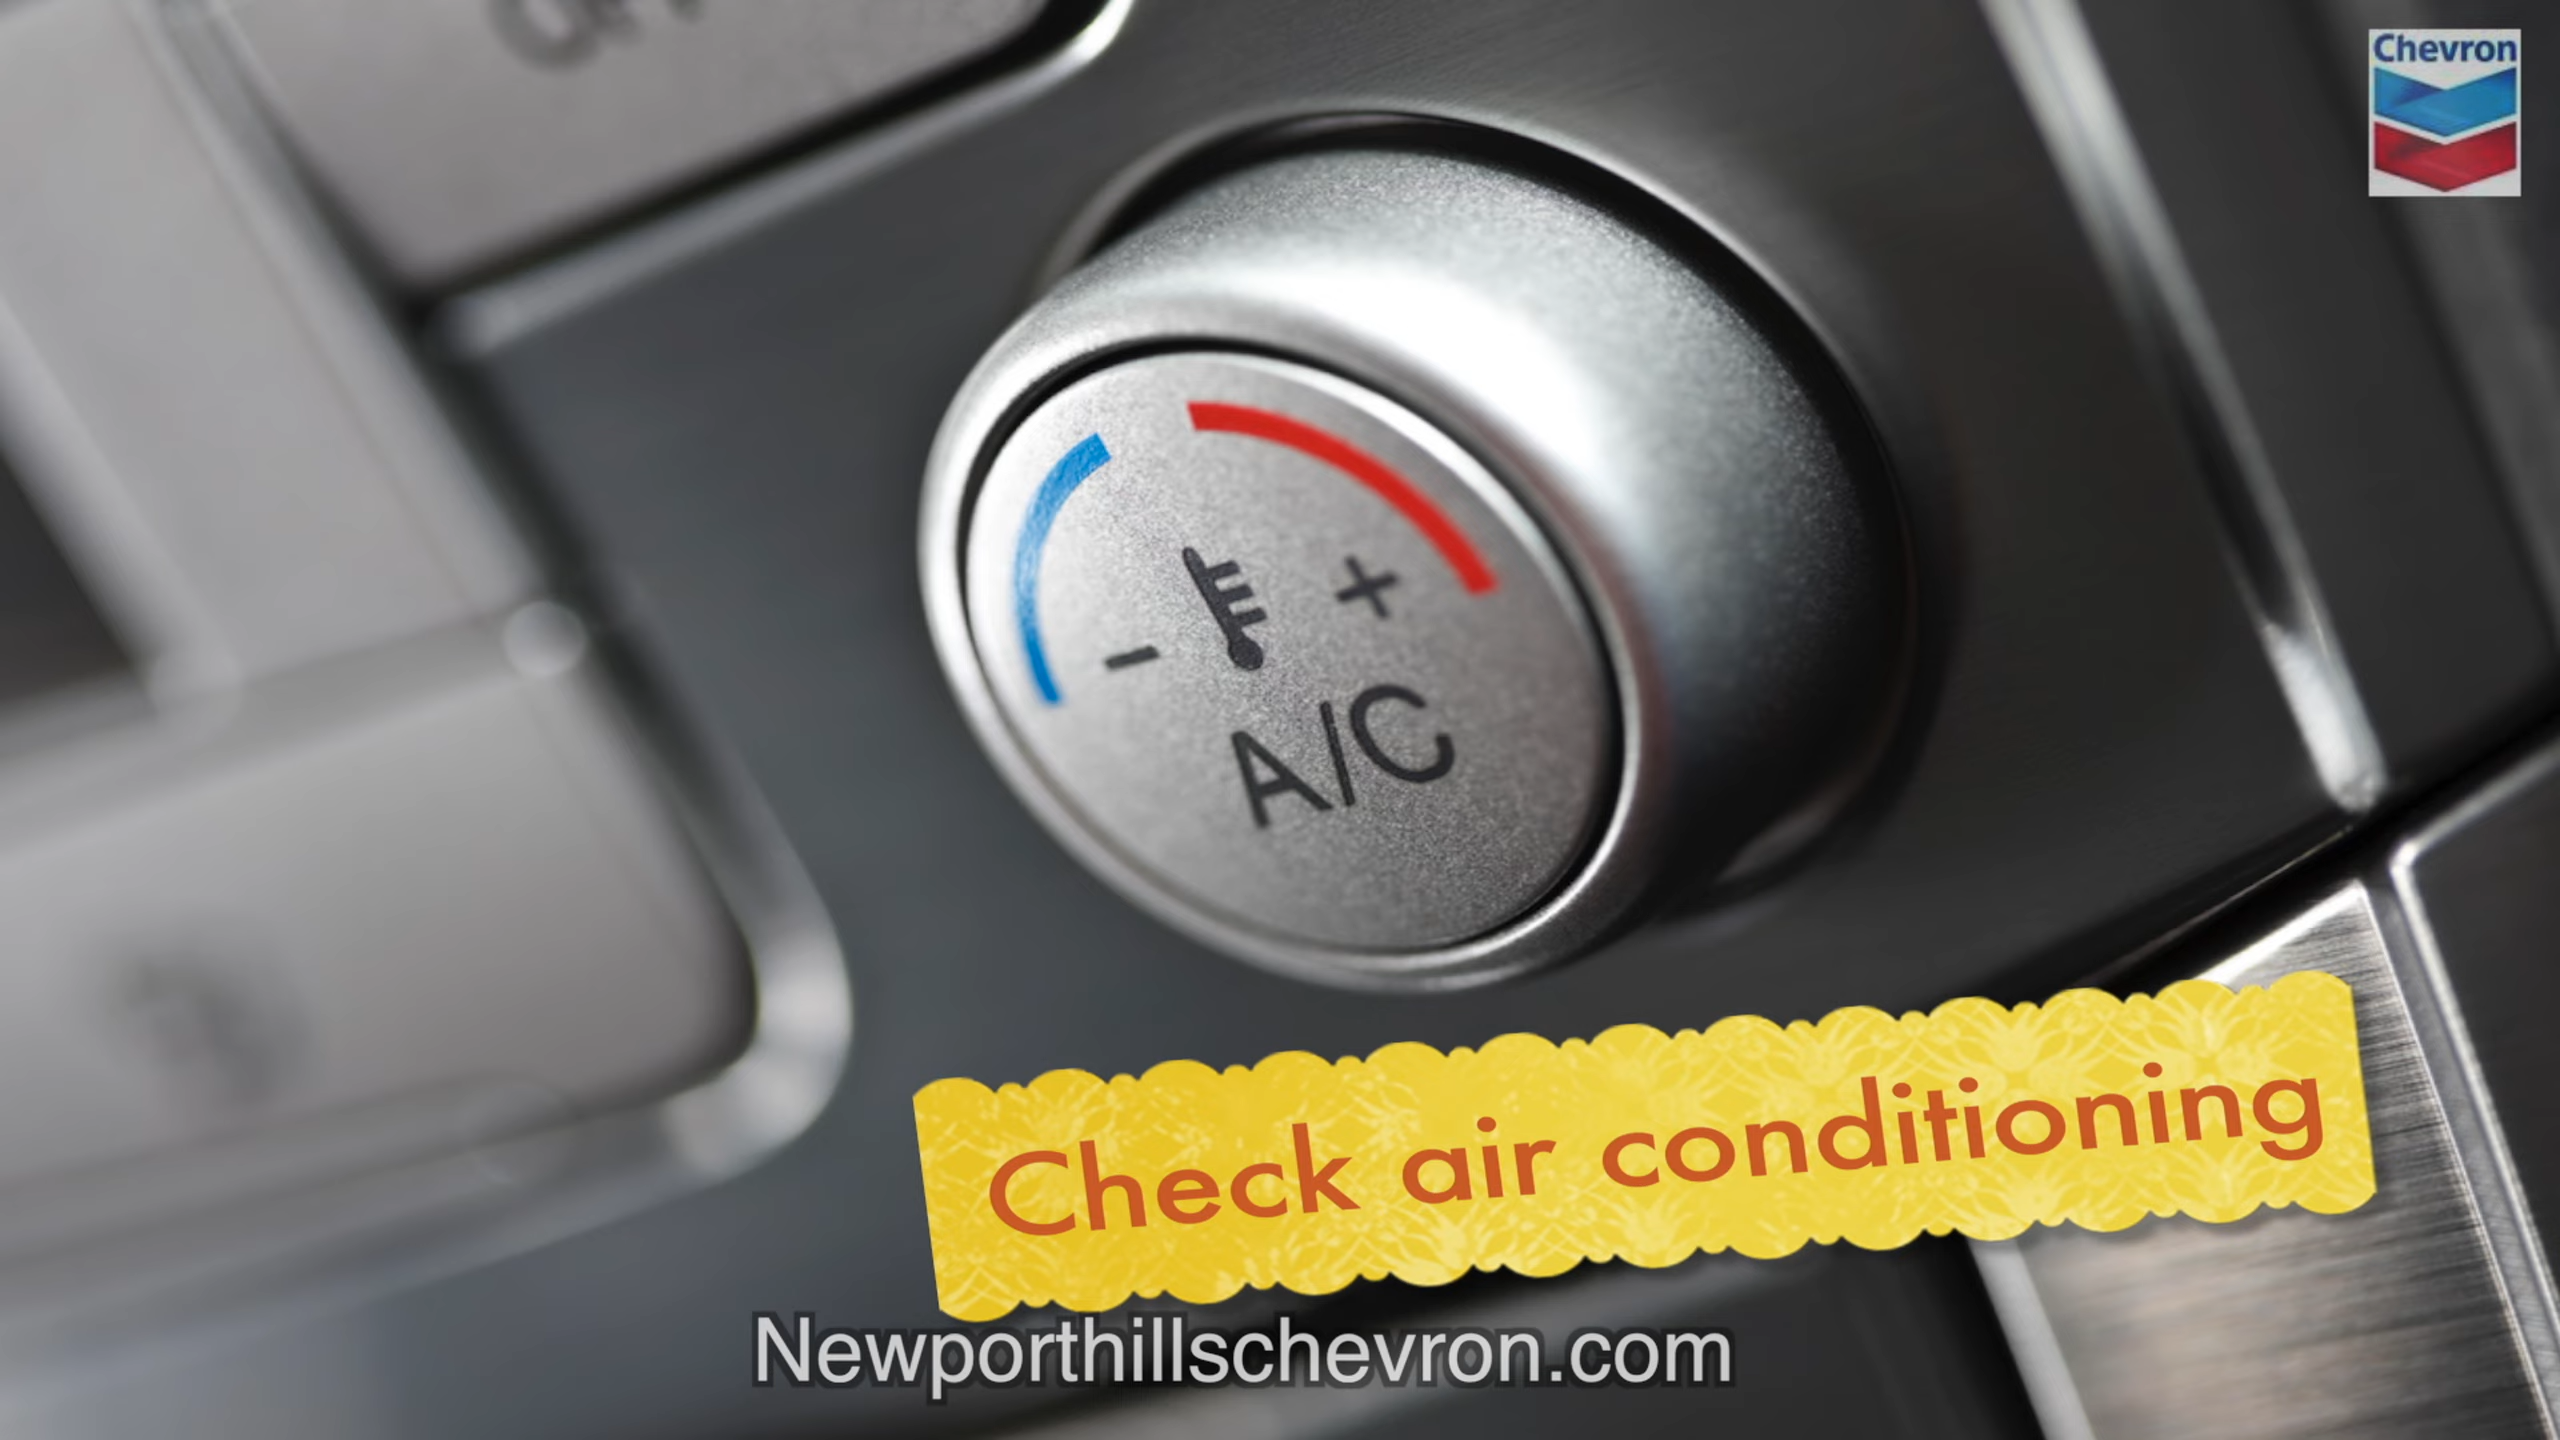 Chevron
- +
A/C
Check air conditioning
Newporthillschevron.com